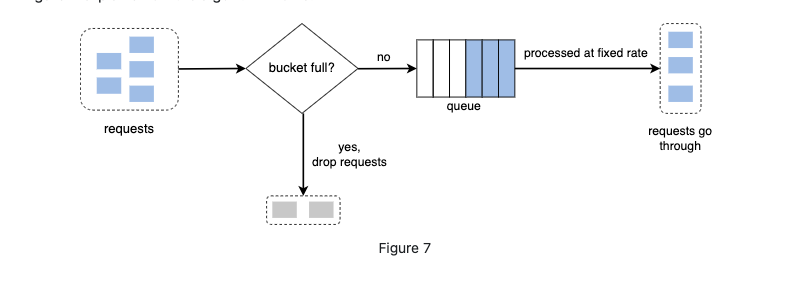 bucket full?
no
processed at fixed rate
queue
requests
requests go
through
yes,
drop requests
Figure 7